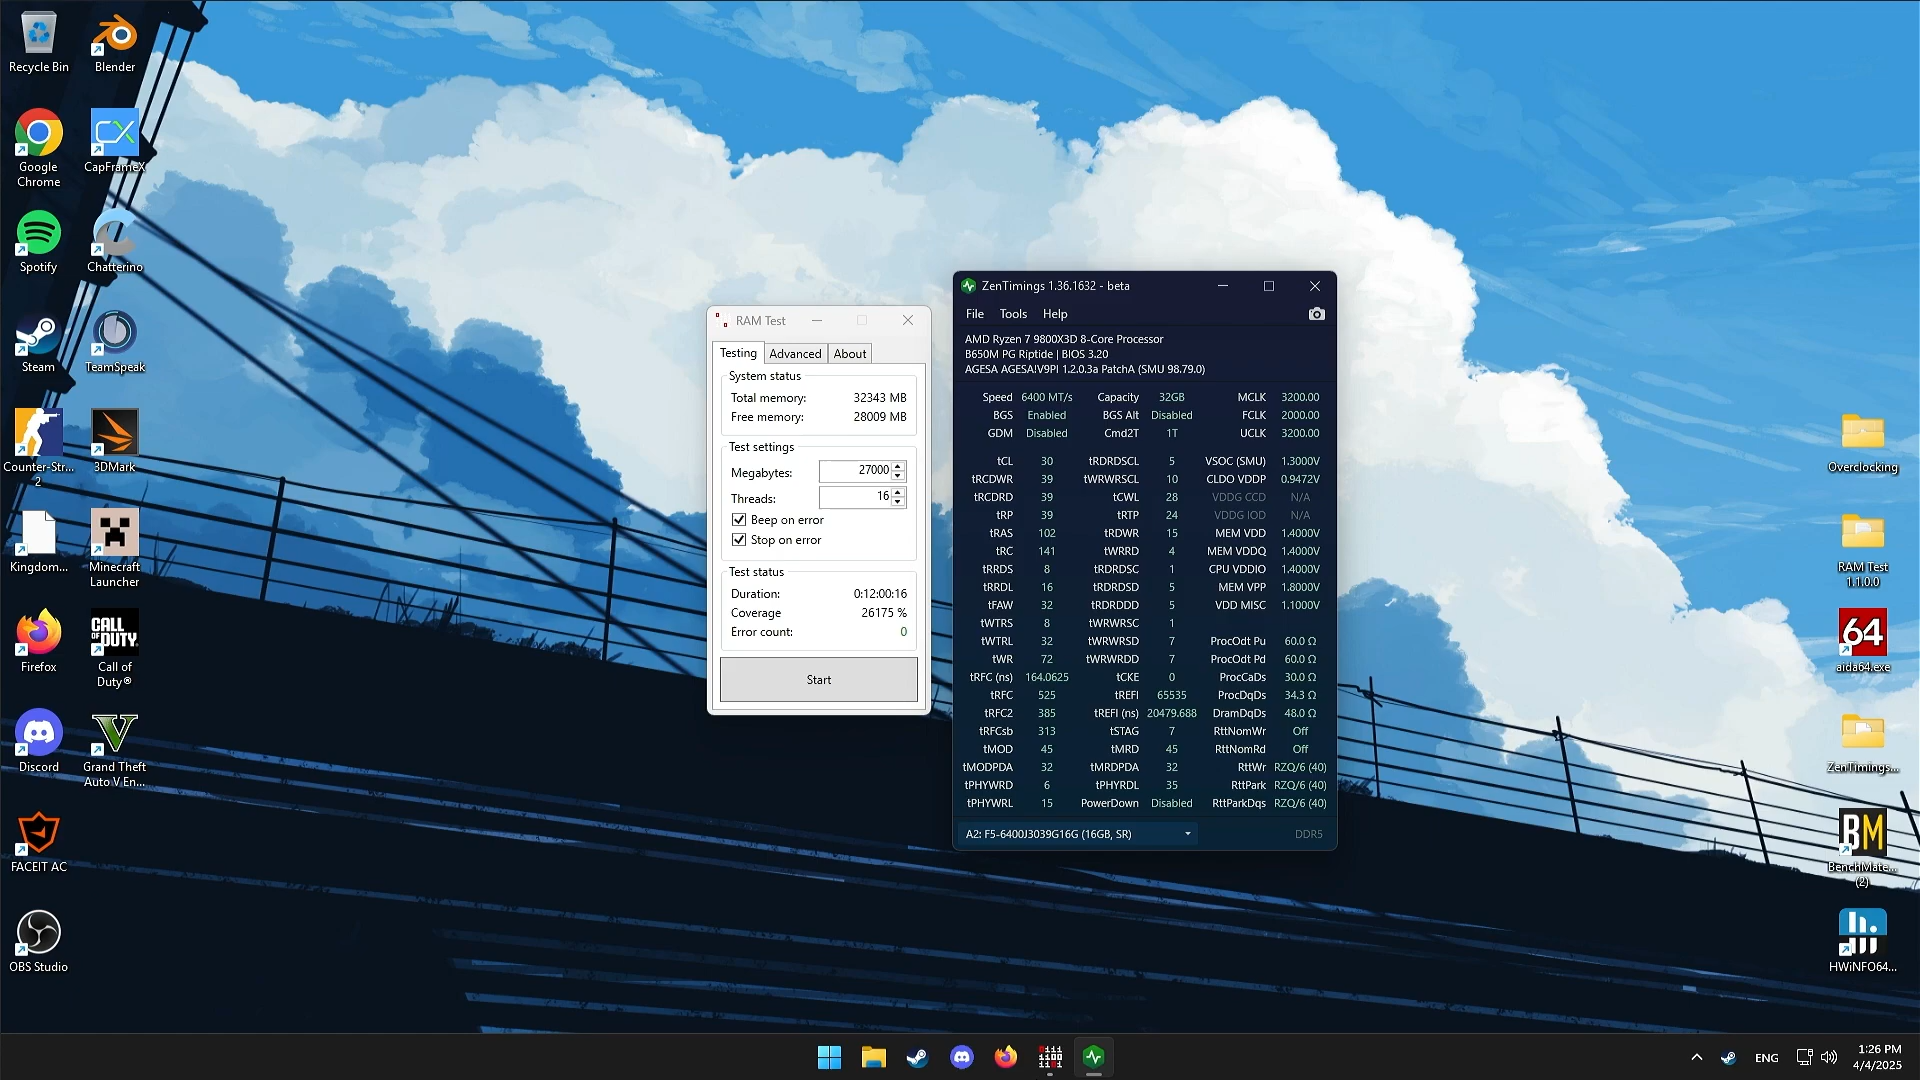 Recycle Bin
Blender
Google
Chrome
CapFrameX
Spotify
Chatterino
Steam
TeamSpeak
Counter-Str...
2
3DMark
Kingdom...
Minecraft
Launcher
Firefox
CALL OF DUTY
Call of
Duty®
Discord
Grand Theft
Auto V En...
FACEIT AC
OBS Studio
RAM Test
Testing Advanced About
System status
Total memory: 32343 MB
Free memory: 28009 MB
Test settings
Megabytes: 27000
Threads: 16
Beep on error
Stop on error
Test status
Duration: 0:12:00:16
Coverage 26175 %
Error count: 0
Start
ZenTimings 1.36.1632 - beta
File Tools Help
AMD Ryzen 7 9800X3D 8-Core Processor
B650M PG Riptide | BIOS 3.20
AGESA AGESA!V9PI 1.2.0.3a PatchA (SMU 98.79.0)
Speed 6400 MT/s Capacity 32GB MCLK 3200.00
BGS Enabled BGS Alt Disabled FCLK 2000.00
GDM Disabled Cmd2T 1T UCLK 3200.00
tCL 30 tRDRDSCL 5 VSOC (SMU) 1.3000V
tRCDWR 39 tWRWRSCL 10 CLDO VDDP 0.9472V
tRCDRD 39 tCWL 28 VDDG CCD N/A
tRP 39 tRTP 24 VDDG IOD N/A
tRAS 102 tRDWR 15 MEM VDD 1.4000V
tRC 141 tWRRD 4 MEM VDDQ 1.4000V
tRRDS 8 tRDRDSC 1 CPU VDDIO 1.4000V
tRRDL 16 tRDRDSD 5 MEM VPP 1.8000V
tFAW 32 tRDRDDD 5 VDD MISC 1.1000V
tWTRS 8 tWRWRSC 1
tWTRL 32 tWRWRSD 7 ProcOdt Pu 60.0 Ω
tWR 72 tWRWRDD 7 ProcOdt Pd 60.0 Ω
tRFC (ns) 164.0625 tCKE 0 ProcCaDs 30.0 Ω
tRFC 525 tREFI 65535 ProcDqDs 34.3 Ω
tRFC2 385 tREFI (ns) 20479.688 DramDqDs 48.0 Ω
tRFCsb 313 tSTAG 7 RttNomWr Off
tMOD 45 tMRD 45 RttNomRd Off
tMODPDA 32 tMRDPDA 32 RttWr RZQ/6 (40)
tPHYWRD 6 tPHYRDL 35 RttPark RZQ/6 (40)
tPHYWRL 15 PowerDown Disabled RttParkDqs RZQ/6 (40)
A2: F5-6400J3039G16G (16GB, SR) DDR5
Overclocking
RAM Test
1.1.0.0
64
aida64.exe
ZenTimings...
BM
BenchMate...
(2)
HWiNFO64...
ENG
1:26 PM
4/4/2025